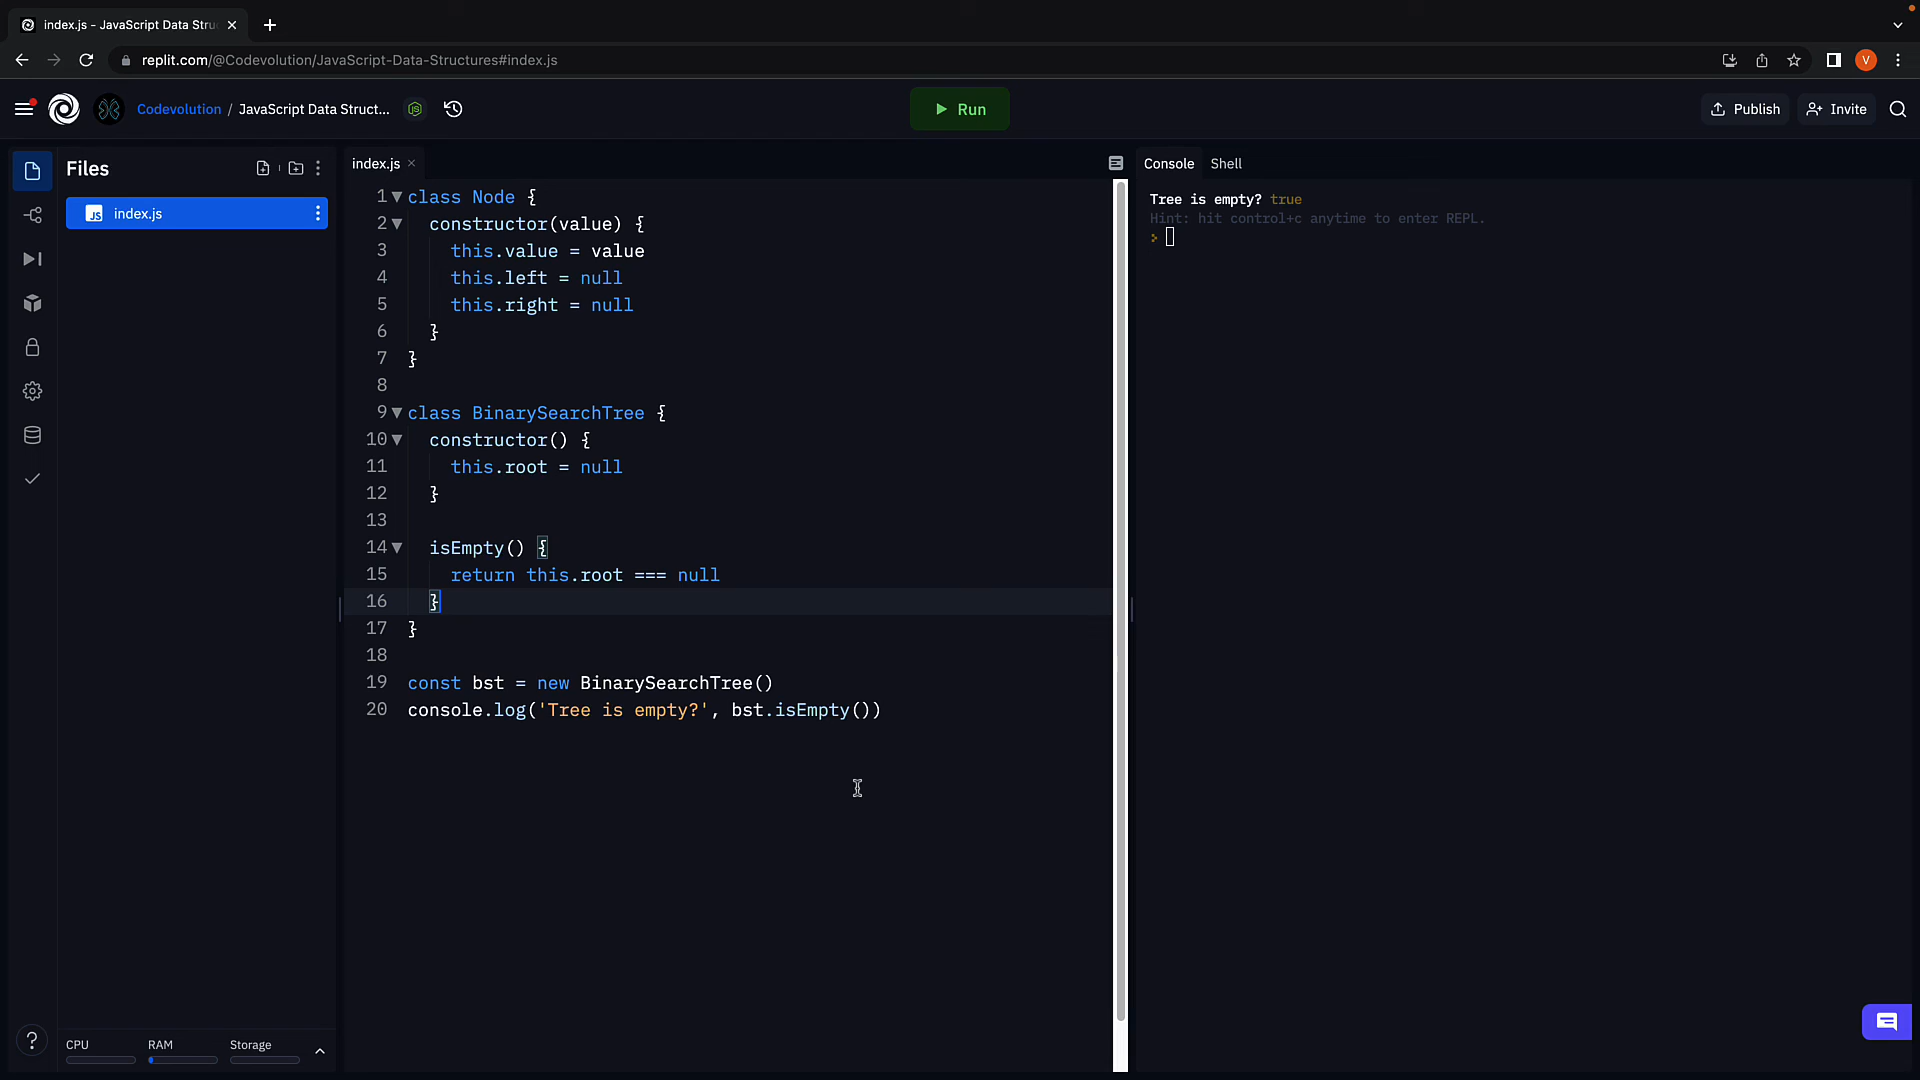 index.js - JavaScript Data Stru
replit.com/@Codevolution/JavaScript-Data-Structures#index.js
V
Codevolution / JavaScript Data Struct...
Run
Publish
Invite
Files
JS index.js
index.js
1 class Node {
2   constructor(value) {
3     this.value = value
4     this.left = null
5     this.right = null
6   }
7 }
8
9 class BinarySearchTree {
10   constructor() {
11     this.root = null
12   }
13
14   isEmpty() {
15     return this.root === null
16   }
17 }
18
19 const bst = new BinarySearchTree()
20 console.log('Tree is empty?', bst.isEmpty())
Console Shell
Tree is empty? true
Hint: hit control+c anytime to enter REPL.
>
?
CPU RAM Storage